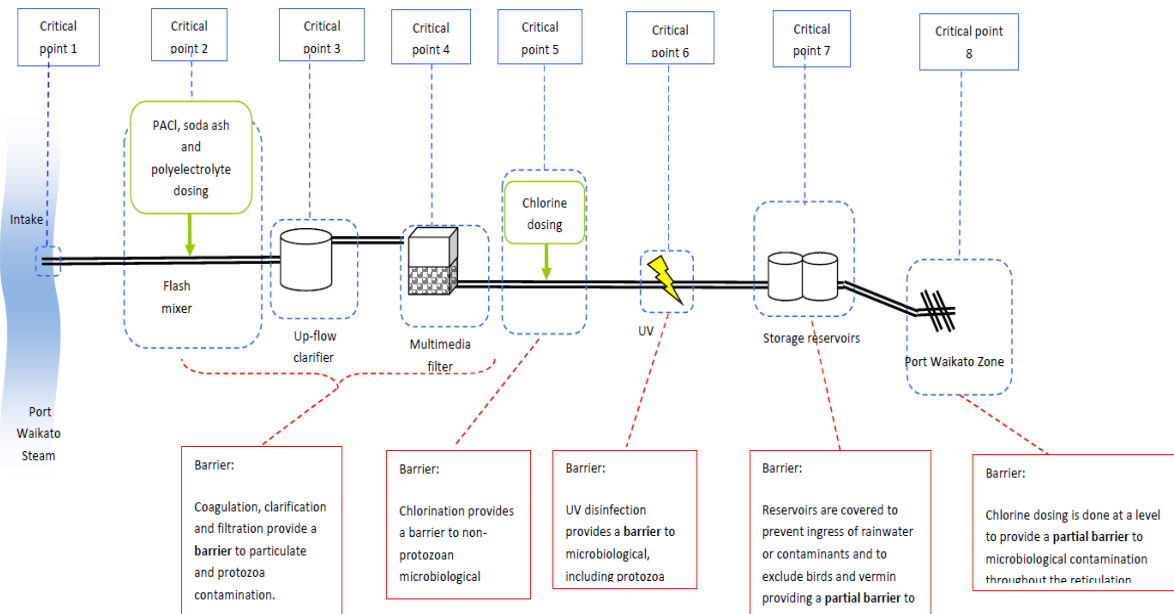 Critical
point 1
Critical
point 2
Critical
point 3
Critical
point 4
Critical
point 5
Critical
point 6
Critical
point 7
Critical point
8
PACl, soda ash
and
polyelectrolyte
dosing
Chlorine
dosing
Intake
Flash
mixer
Up-flow
clarifier
Multimedia
filter
UV
Storage reservoirs
Port Waikato Zone
Port
Waikato
Steam
Barrier:
Coagulation, clarification
and filtration provide a
barrier to particulate
and protozoa
contamination.
Barrier:
Chlorination provides
a barrier to non-
protozoan
microbiological
Barrier:
UV disinfection
provides a barrier to
microbiological,
including protozoa
Barrier:
Reservoirs are covered to
prevent ingress of rainwater
or contaminants and to
exclude birds and vermin
providing a partial barrier to
Barrier:
Chlorine dosing is done at a level
to provide a partial barrier to
microbiological contamination
throughout the reticulation